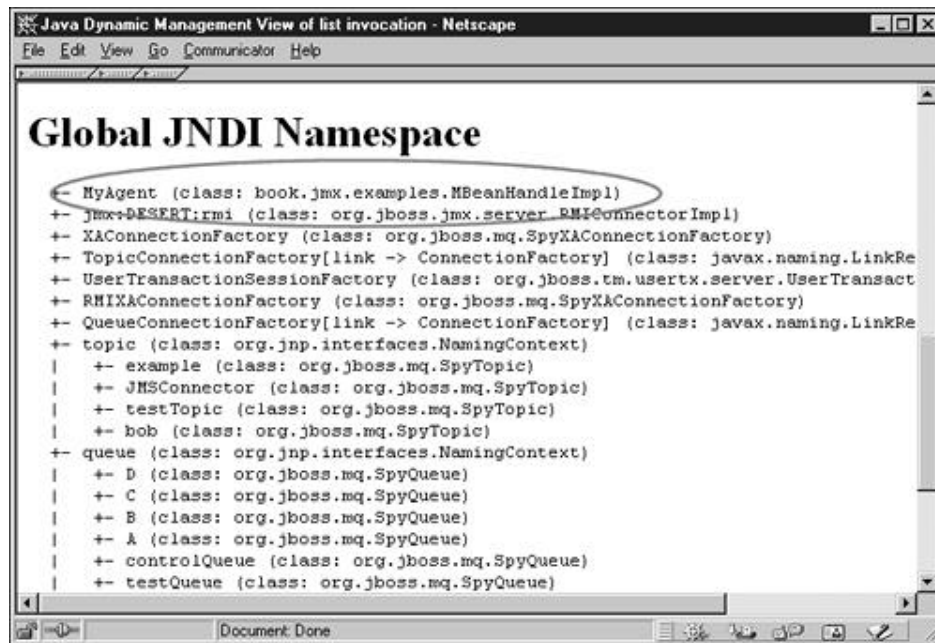 Java Dynamic Management View of list invocation - Netscape
File Edit View Go Communicator Help
Global JNDI Namespace
+- MyAgent (class: book.jmx.examples.MBeanHandleImpl)
+- jmx:DESERT:rmi (class: org.jboss.jmx.server.RMIConnectorImpl)
+- XAConnectionFactory (class: org.jboss.mq.SpyXAConnectionFactory)
+- TopicConnectionFactory[link -> ConnectionFactory] (class: javax.naming.LinkRe
+- UserTransactionSessionFactory (class: org.jboss.tm.usertx.server.UserTransact
+- RMIXAConnectionFactory (class: org.jboss.mq.SpyXAConnectionFactory)
+- QueueConnectionFactory[link -> ConnectionFactory] (class: javax.naming.LinkRe
+- topic (class: org.jnp.interfaces.NamingContext)
| +- example (class: org.jboss.mq.SpyTopic)
| +- JMSConnector (class: org.jboss.mq.SpyTopic)
| +- testTopic (class: org.jboss.mq.SpyTopic)
| +- bob (class: org.jboss.mq.SpyTopic)
+- queue (class: org.jnp.interfaces.NamingContext)
| +- D (class: org.jboss.mq.SpyQueue)
| +- C (class: org.jboss.mq.SpyQueue)
| +- B (class: org.jboss.mq.SpyQueue)
| +- A (class: org.jboss.mq.SpyQueue)
| +- controlQueue (class: org.jboss.mq.SpyQueue)
| +- testQueue (class: org.jboss.mq.SpyQueue)
Document: Done